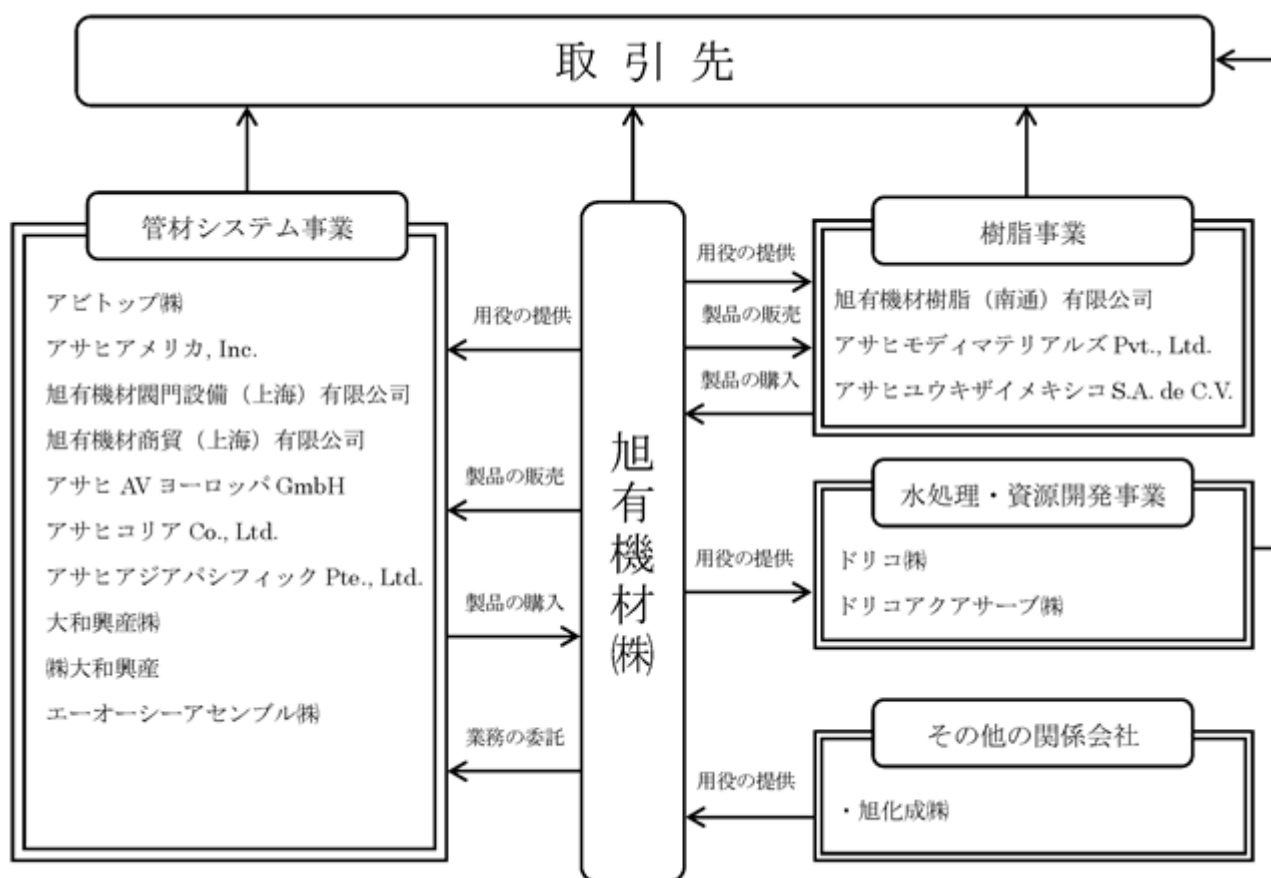 取引先
管材システム事業
アビトップ㈱
アサヒアメリカ, Inc.
旭有機材閥門設備（上海）有限公司
旭有機材商貿（上海）有限公司
アサヒ AV ヨーロッパ GmbH
アサヒコリア Co., Ltd.
アサヒアジアパシフィック Pte., Ltd.
大和興産㈱
㈱大和興産
エーオーシーアセンブル㈱
用役の提供
製品の販売
製品の購入
業務の委託
旭有機材㈱
用役の提供
製品の販売
製品の購入
樹脂事業
旭有機材樹脂（南通）有限公司
アサヒモディマテリアルズ Pvt., Ltd.
アサヒユウキザイメキシコ S.A. de C.V.
用役の提供
水処理・資源開発事業
ドリコ㈱
ドリコアクアサーブ㈱
用役の提供
その他の関係会社
・旭化成㈱